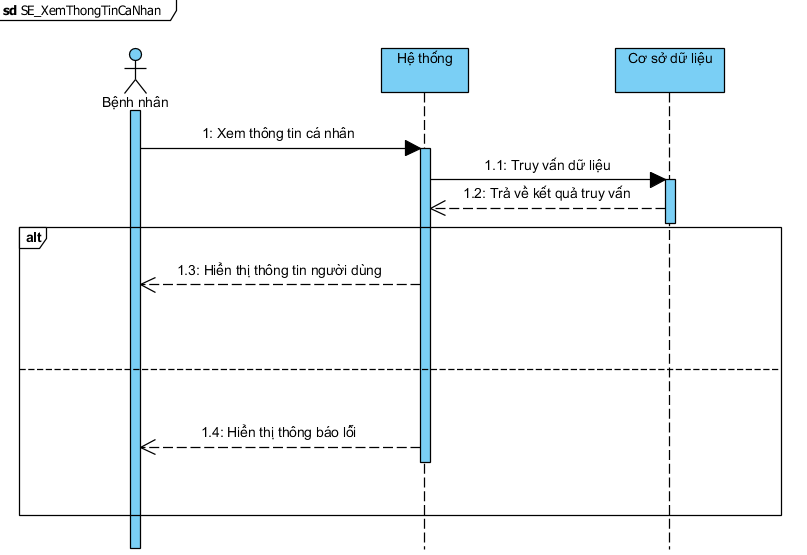 sd SE_XemThongTinCaNhan
Bệnh nhân
Hệ thống
Cơ sở dữ liệu
1: Xem thông tin cá nhân
1.1: Truy vấn dữ liệu
1.2: Trả về kết quả truy vấn
alt
1.3: Hiển thị thông tin người dùng
1.4: Hiển thị thông báo lỗi